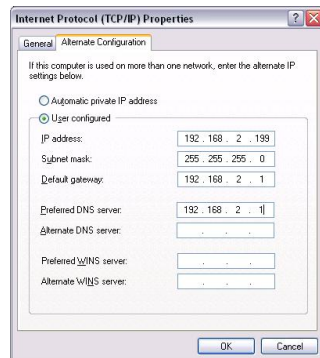 Internet Protocol (TCP/IP) Properties
General
Alternate Configuration
If this computer is used on more than one network, enter the alternate IP
settings below.
Automatic private IP address
User configured
IP address: 192 . 168 . 2 . 199
Subnet mask: 255 . 255 . 255 . 0
Default gateway: 192 . 168 . 2 . 1
Preferred DNS server: 192 . 168 . 2 . 1
Alternate DNS server: . . .
Preferred WINS server: . . .
Alternate WINS server: . . .
OK
Cancel